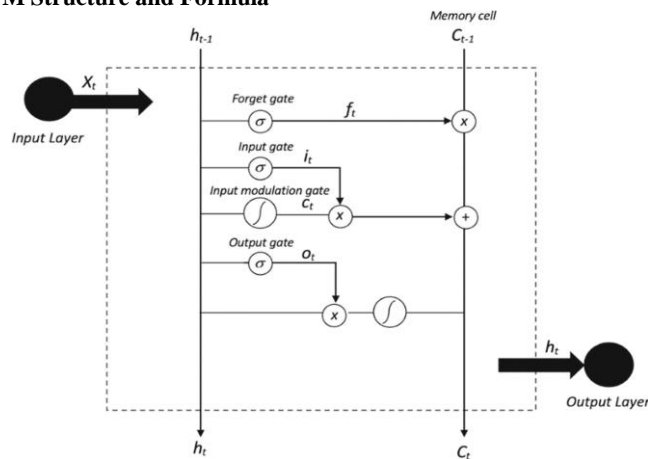 M Structure and Formula
Memory cell
h_{t-1}
C_{t-1}
X_t
Input Layer
Forget gate
σ
f_t
x
Input gate
σ
i_t
Input modulation gate
∫
c_t
x
+
Output gate
σ
o_t
x
∫
h_t
Output Layer
h_t
C_t